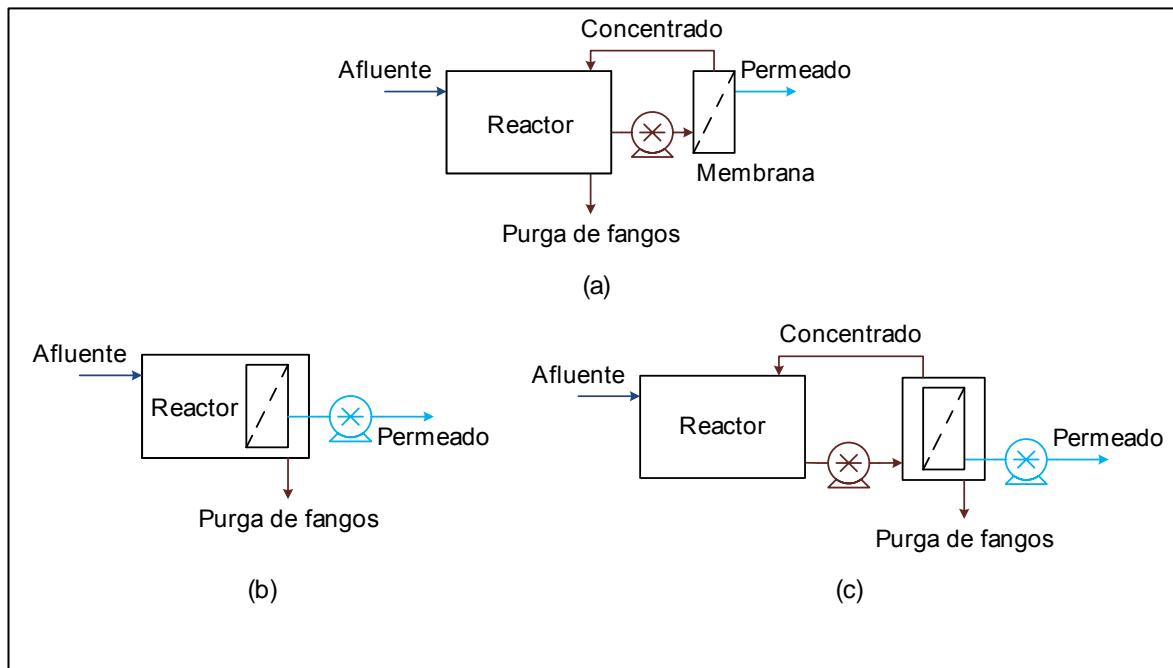 Concentrado
Afluente
Permeado
Reactor
Membrana
Purga de fangos
(a)
Afluente
Reactor
Permeado
Purga de fangos
(b)
Concentrado
Afluente
Reactor
Permeado
Purga de fangos
(c)